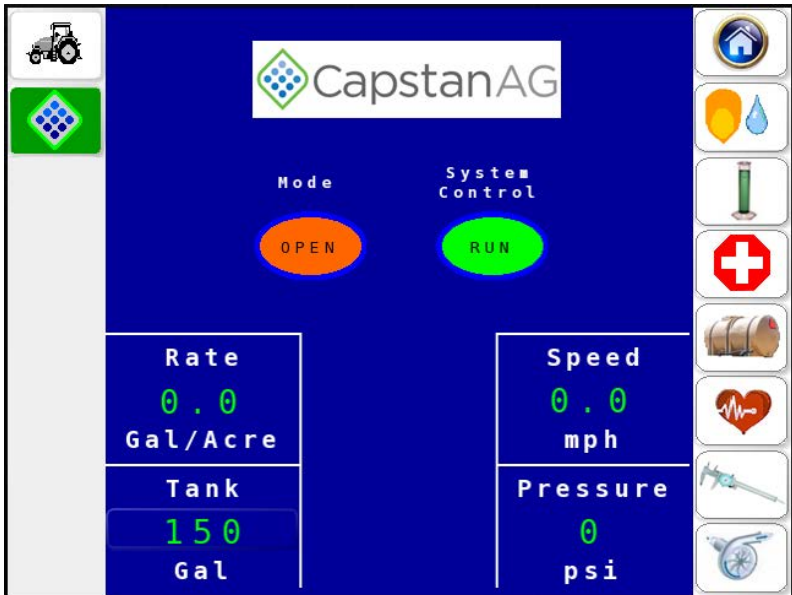 CapstanAG
Mode
System
Control
OPEN
RUN
Rate
0.0
Gal/Acre
Speed
0.0
mph
Tank
150
Gal
Pressure
0
psi